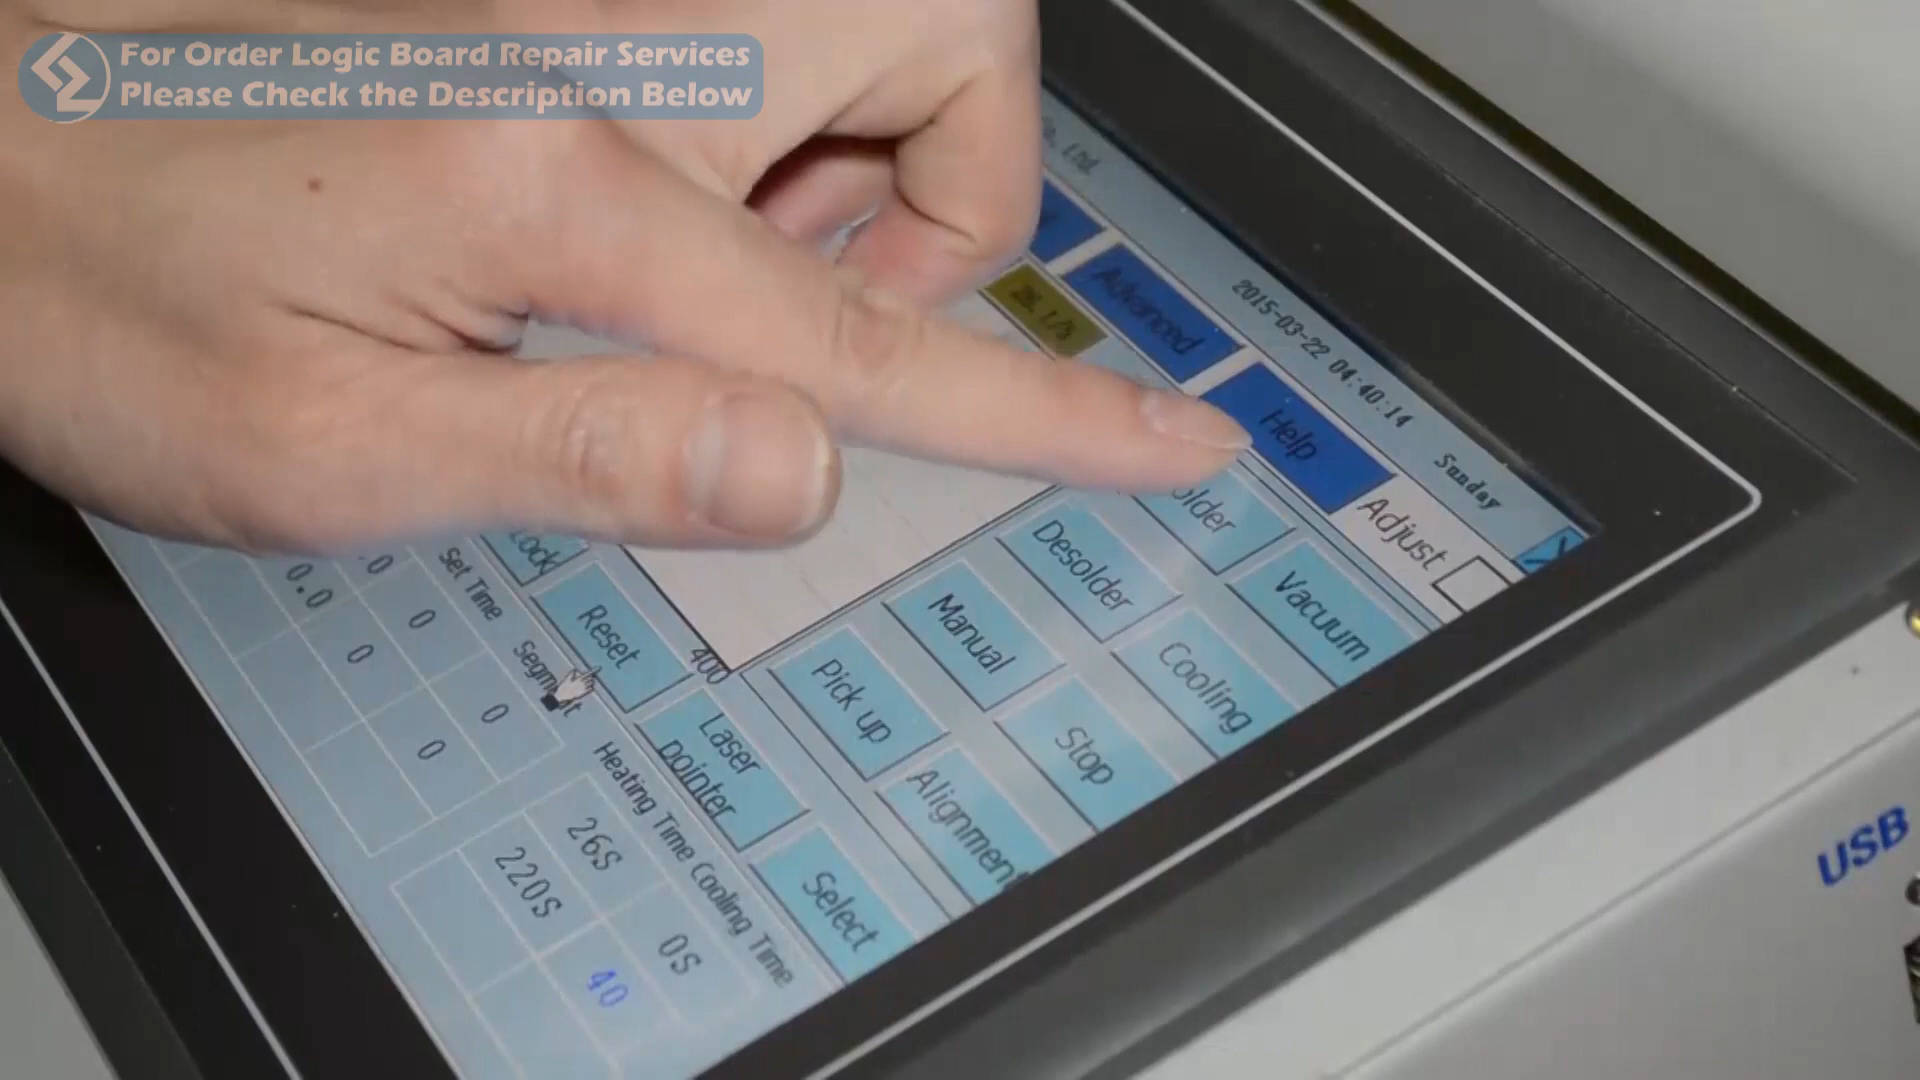 For Order Logic Board Repair Services
Please Check the Description Below
Ltd.
2015-03-22 04:40:14
Sunday
Advanced
Help
Adjust
Desolder
Vacuum
Manual
Cooling
Pick up
Stop
Alignment
Reset
400
Laser
pointer
Select
Set Time
Heating Time
Cooling Time
0
0.0
0
0
0
0
26S
0S
220S
40
USB